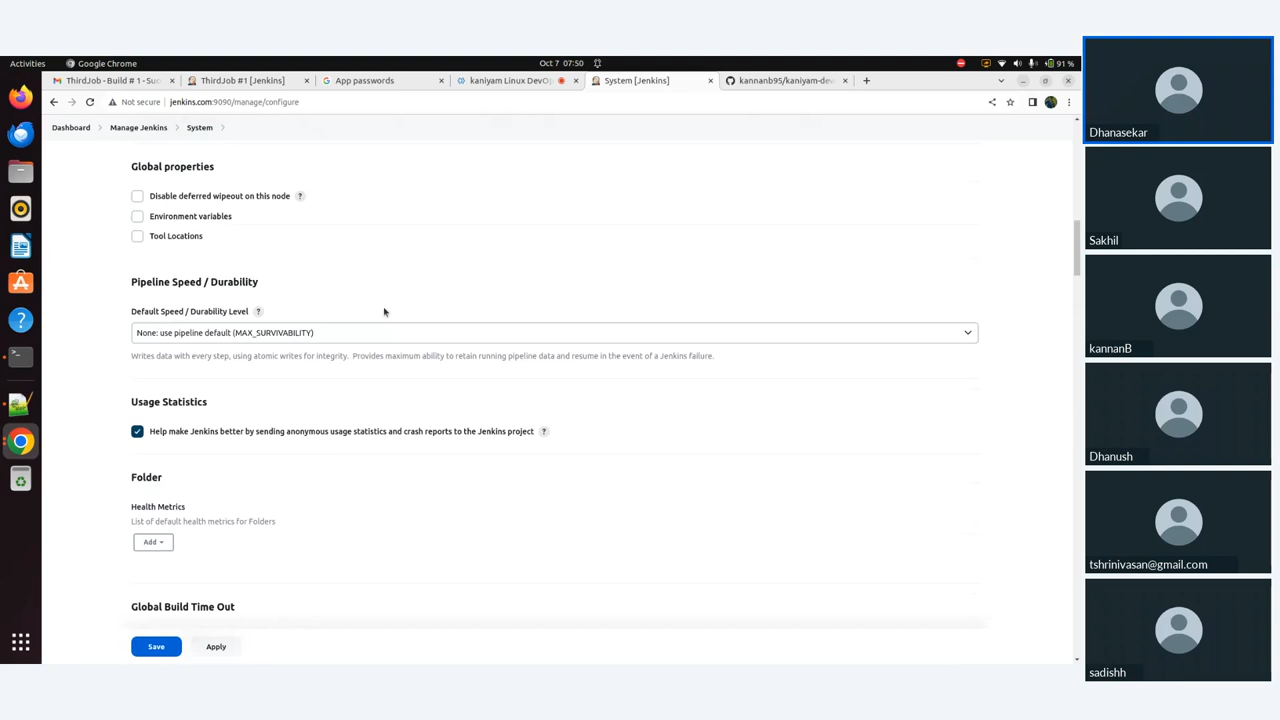 Activities
Google Chrome
Oct 7 07:50
91 %
ThirdJob - Build # 1 - Suc
ThirdJob #1 [Jenkins]
App passwords
kaniyam Linux DevOp
System [Jenkins]
kannanb95/kaniyam-dev
Not secure
jenkins.com:9090/manage/configure
Dashboard
Manage Jenkins
System
Global properties
Disable deferred wipeout on this node ?
Environment variables
Tool Locations
Pipeline Speed / Durability
Default Speed / Durability Level ?
None: use pipeline default (MAX_SURVIVABILITY)
Writes data with every step, using atomic writes for integrity. Provides maximum ability to retain running pipeline data and resume in the event of a Jenkins failure.
Usage Statistics
Help make Jenkins better by sending anonymous usage statistics and crash reports to the Jenkins project ?
Folder
Health Metrics
List of default health metrics for Folders
Add
Global Build Time Out
Save
Apply
Dhanasekar
Sakhil
kannanB
Dhanush
tshrinivasan@gmail.com
sadishh